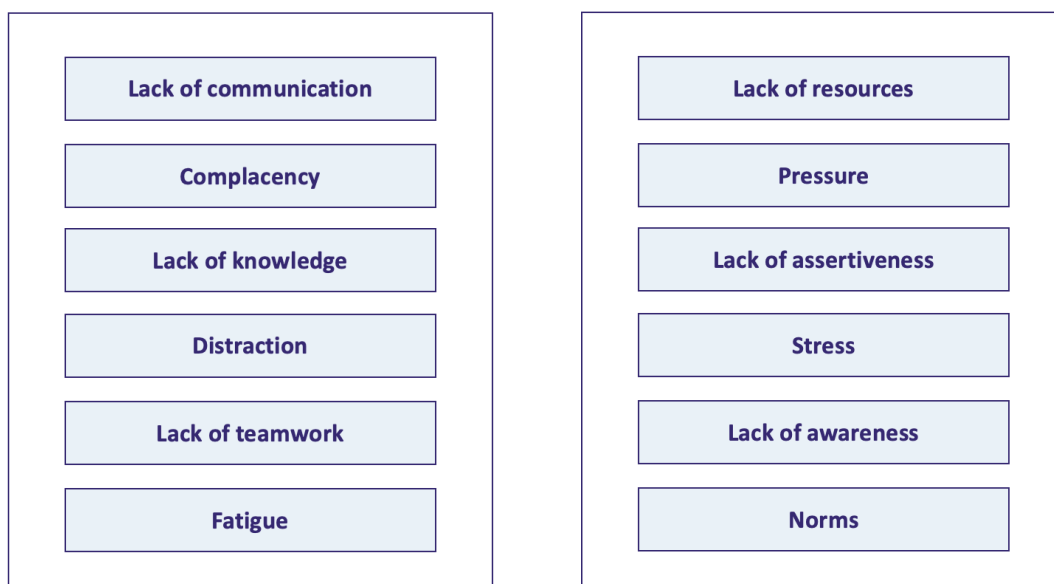 Lack of communication
Complacency
Lack of knowledge
Distraction
Lack of teamwork
Fatigue
Lack of resources
Pressure
Lack of assertiveness
Stress
Lack of awareness
Norms